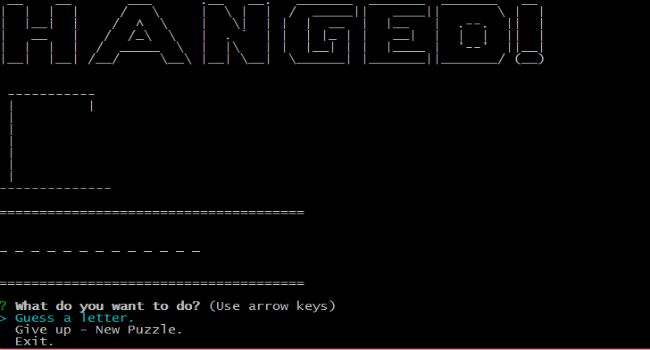 HANGED!
? What do you want to do? (Use arrow keys)
> Guess a letter.
Give up - New Puzzle.
Exit.